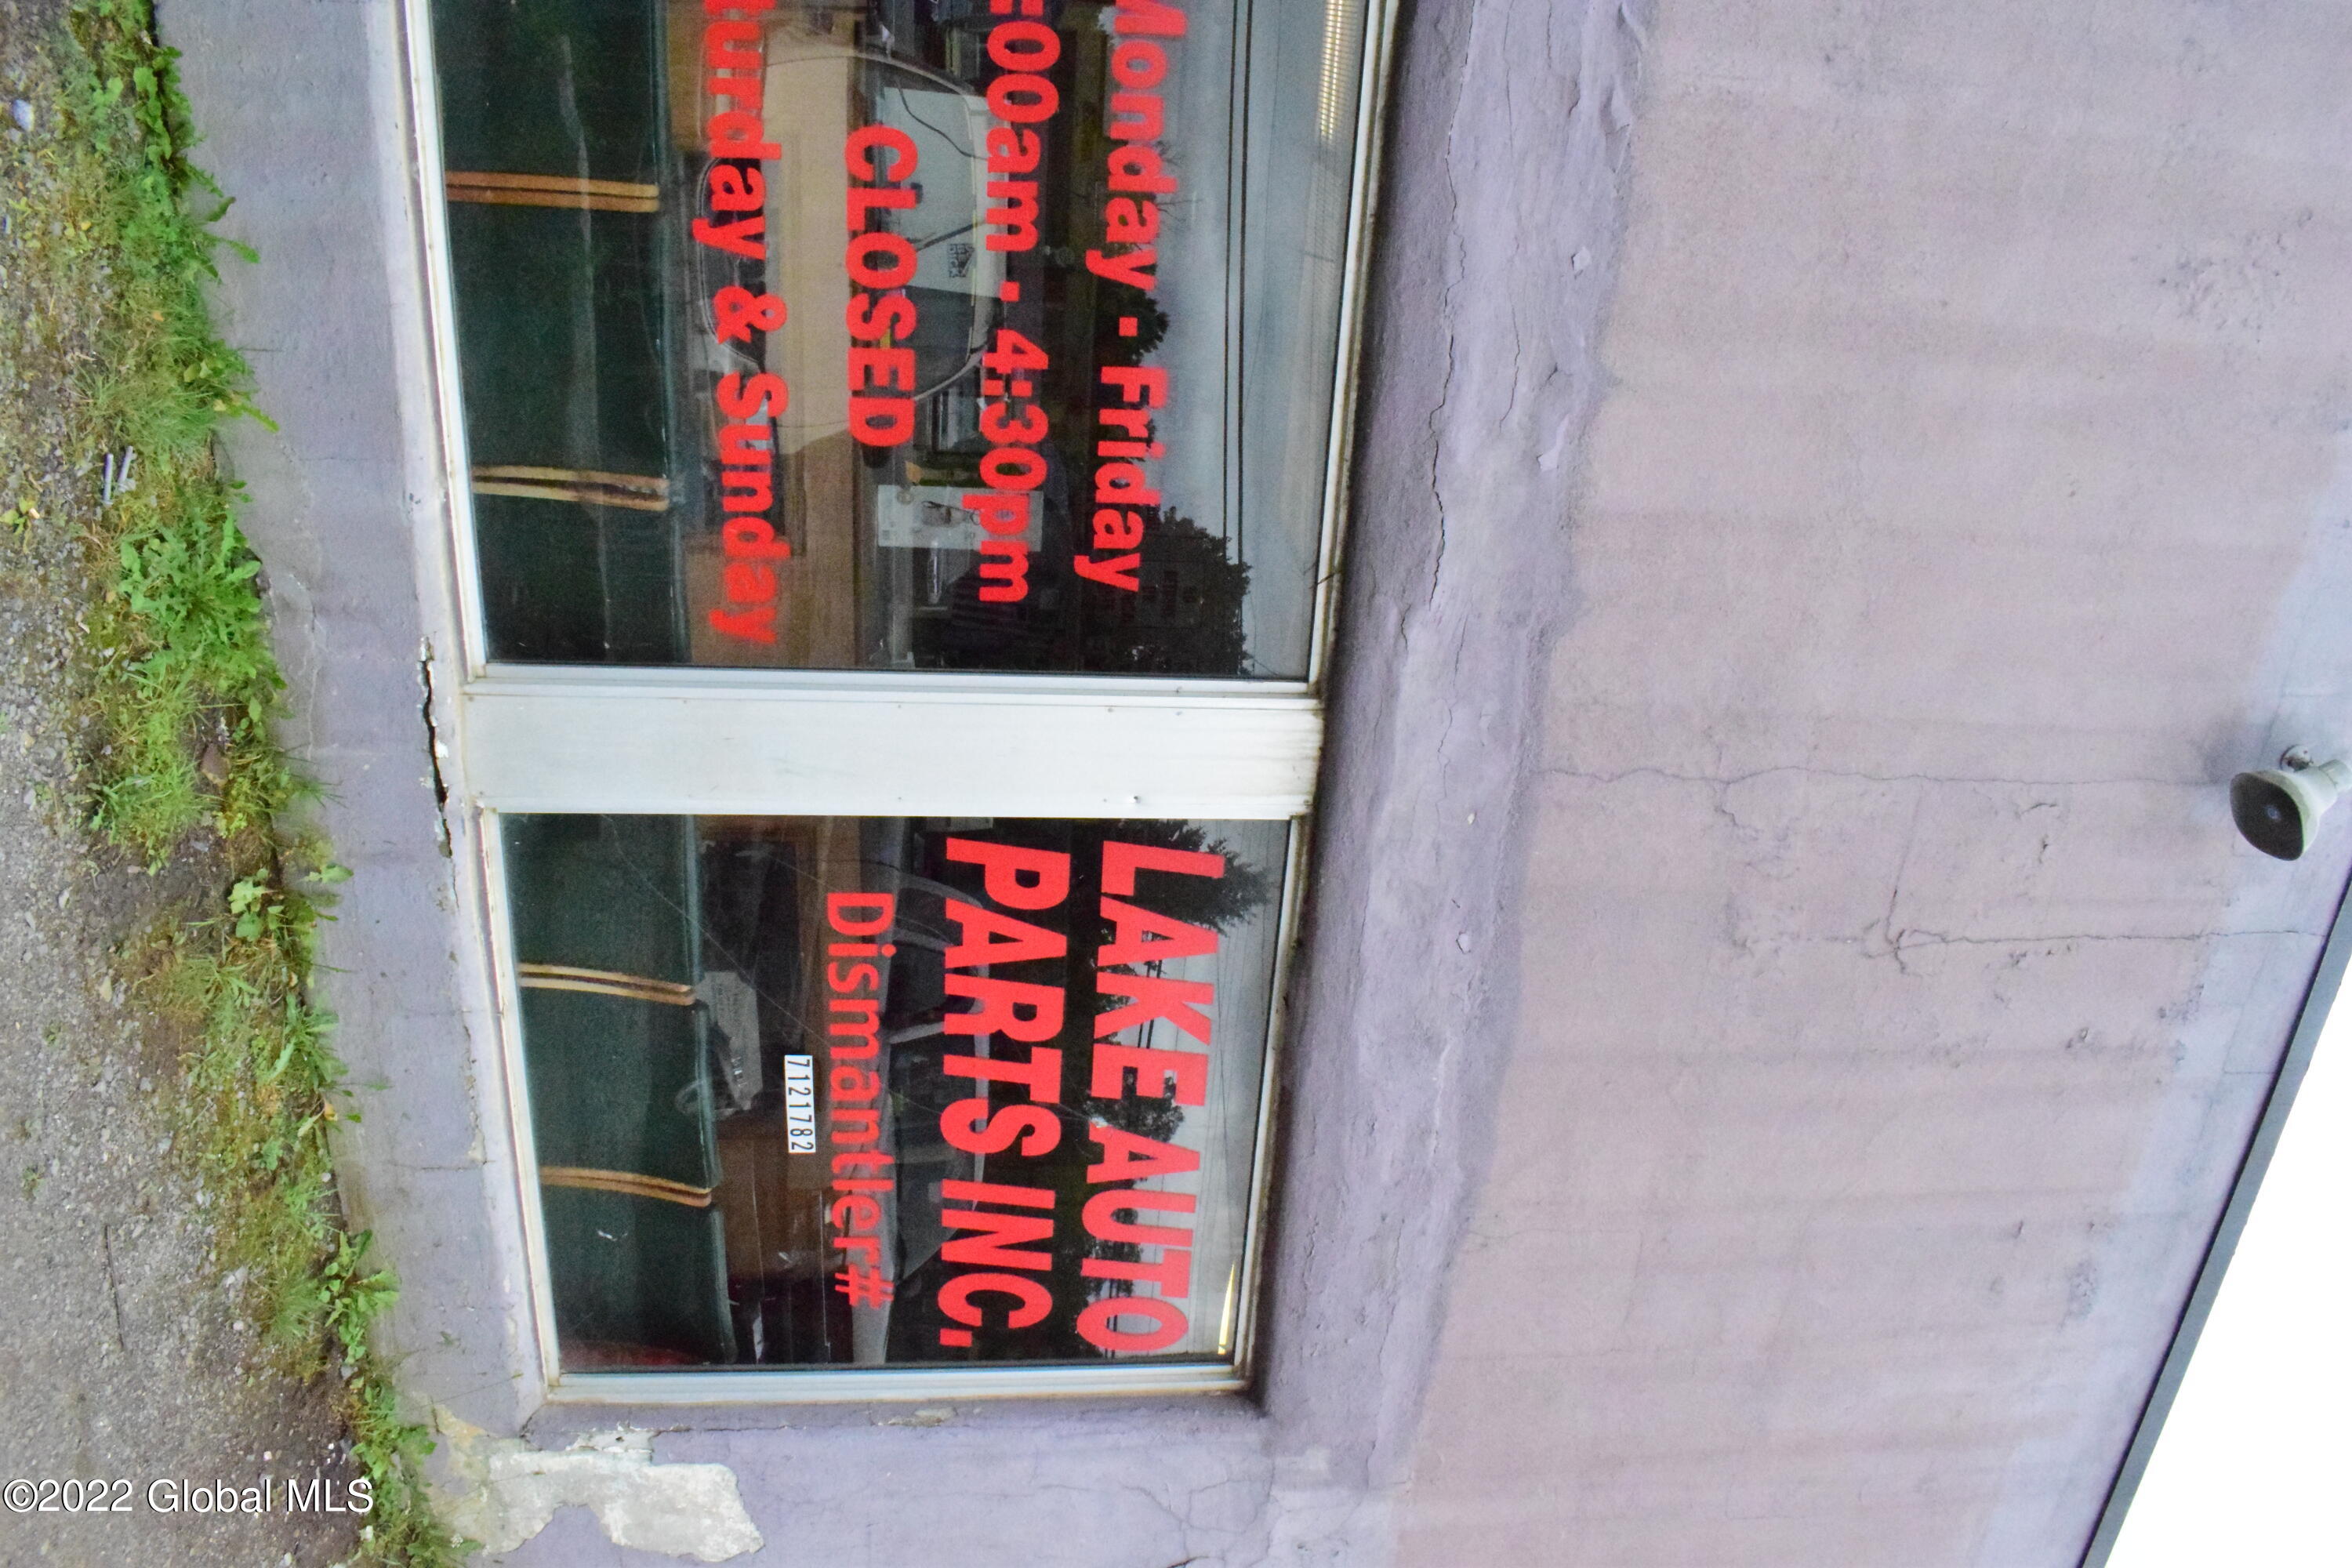 Monday - Friday
:00am - 4:30pm
CLOSED
turday & Sunday
LAKE AUTO
PARTS INC.
Dismantler#
7121782
©2022 Global MLS